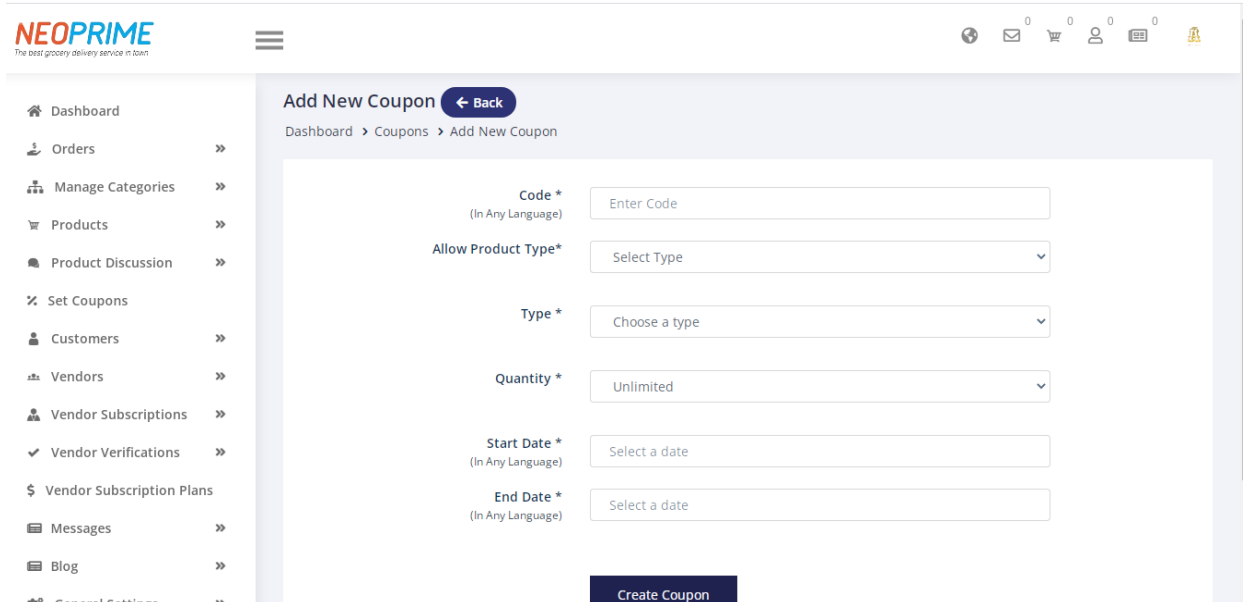 NEOPRIME
The best grocery delivery service in town
0 0 0 0
Dashboard
Orders
Manage Categories
Products
Product Discussion
Set Coupons
Customers
Vendors
Vendor Subscriptions
Vendor Verifications
Vendor Subscription Plans
Messages
Blog
General Settings
Add New Coupon
Back
Dashboard > Coupons > Add New Coupon
Code *
(In Any Language)
Enter Code
Allow Product Type*
Select Type
Type *
Choose a type
Quantity *
Unlimited
Start Date *
(In Any Language)
Select a date
End Date *
(In Any Language)
Select a date
Create Coupon